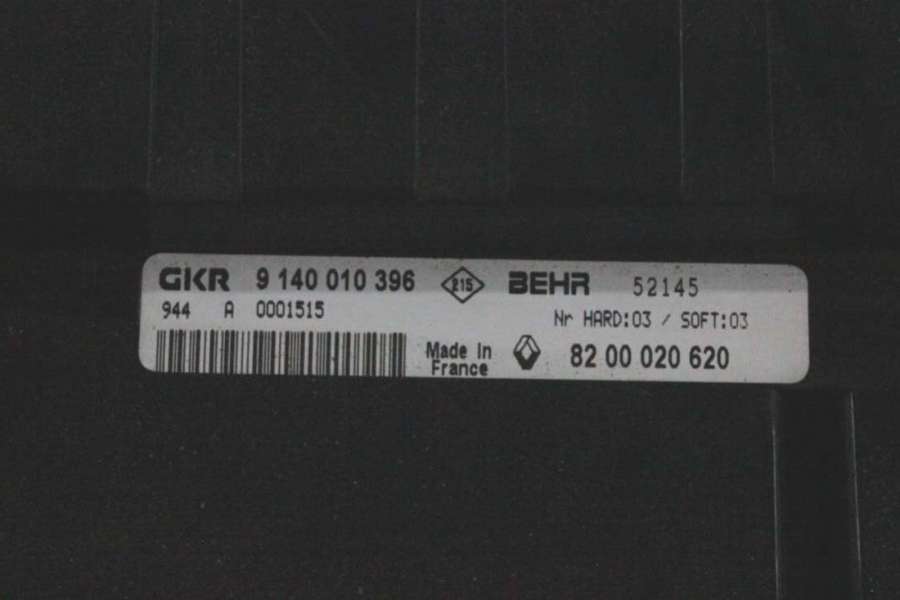 GKR 9 140 010 396 215 BEHR 52145
944 A 0001515 Nr HARD:03 / SOFT:03
Made in
France
82 00 020 620